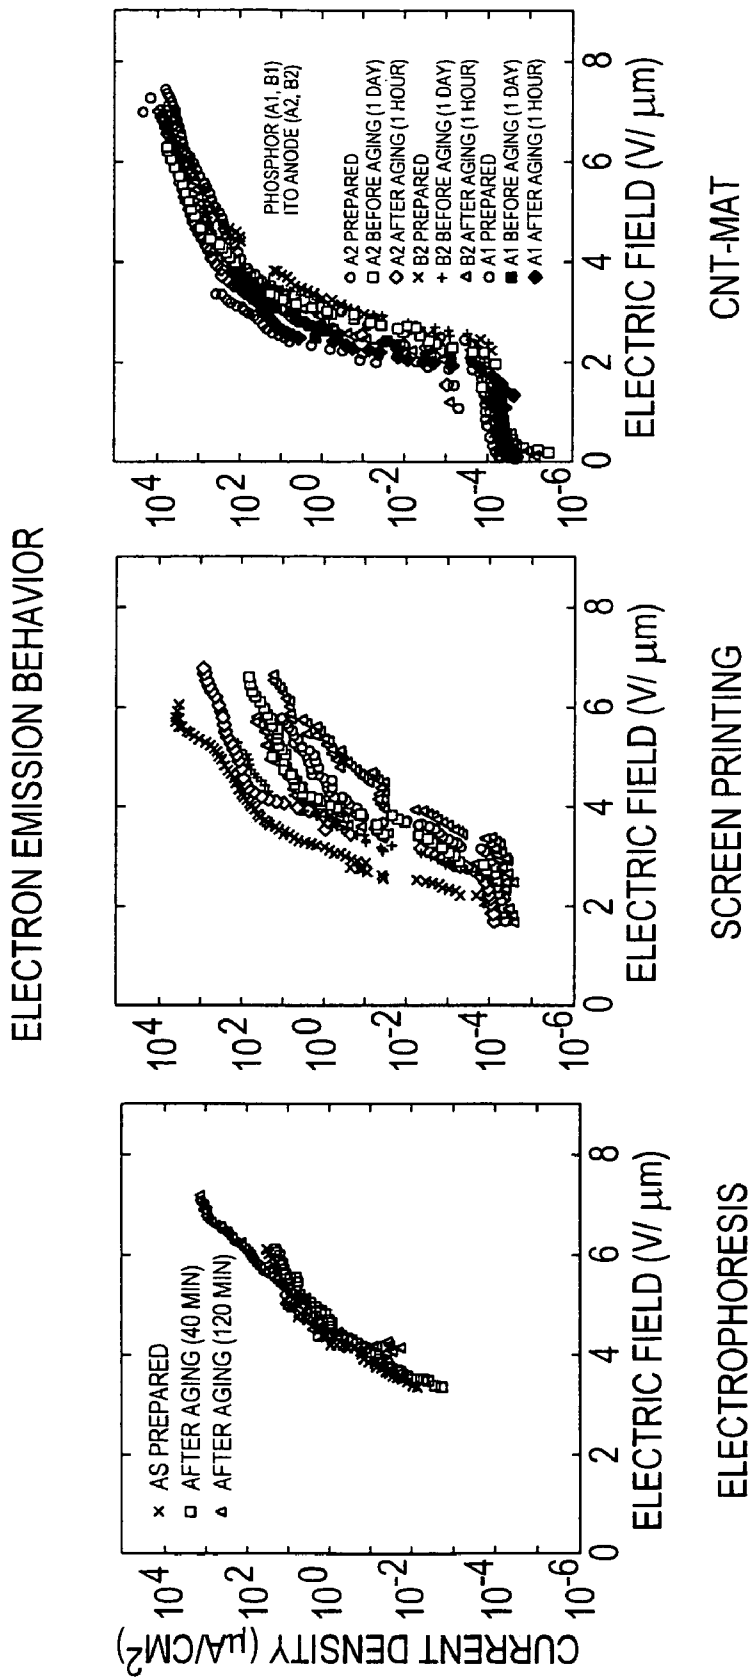 ELECTRON EMISSION BEHAVIOR
CURRENT DENSITY (μA/CM²)
10⁴
10²
10⁰
10⁻²
10⁻⁴
10⁻⁶
× AS PREPARED
□ AFTER AGING (40 MIN)
△ AFTER AGING (120 MIN)
0 2 4 6 8
ELECTRIC FIELD (V/ μm)
ELECTROPHORESIS
10⁴
10²
10⁰
10⁻²
10⁻⁴
10⁻⁶
0 2 4 6 8
ELECTRIC FIELD (V/ μm)
SCREEN PRINTING
10⁴
10²
10⁰
10⁻²
10⁻⁴
10⁻⁶
PHOSPHOR (A1, B1)
ITO ANODE (A2, B2)
○ A2 PREPARED
□ A2 BEFORE AGING (1 DAY)
◇ A2 AFTER AGING (1 HOUR)
× B2 PREPARED
+ B2 BEFORE AGING (1 DAY)
△ B2 AFTER AGING (1 HOUR)
○ A1 PREPARED
■ A1 BEFORE AGING (1 DAY)
◆ A1 AFTER AGING (1 HOUR)
0 2 4 6 8
ELECTRIC FIELD (V/ μm)
CNT-MAT